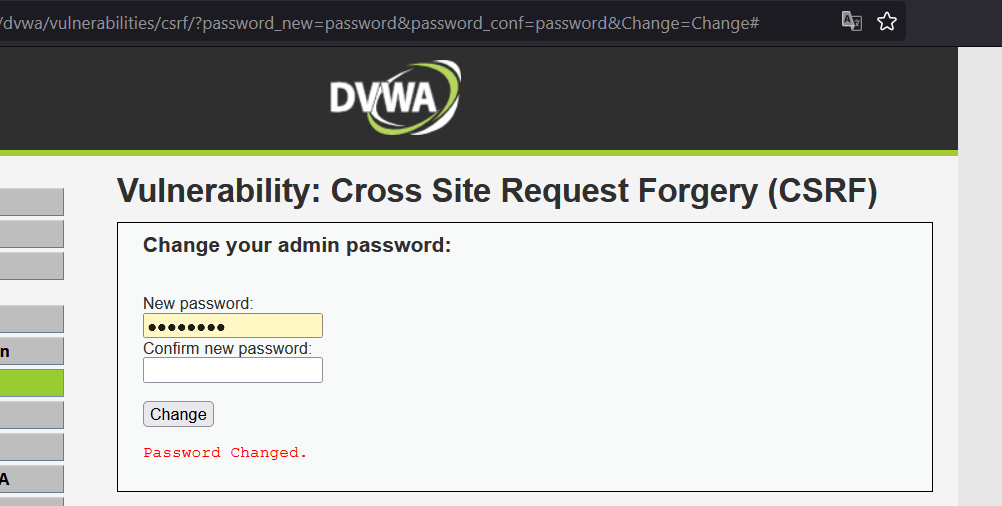 /dvwa/vulnerabilities/csrf/?password_new=password&password_conf=password&Change=Change#
DVWA
Vulnerability: Cross Site Request Forgery (CSRF)
Change your admin password:
New password:
Confirm new password:
Change
Password Changed.
n
A